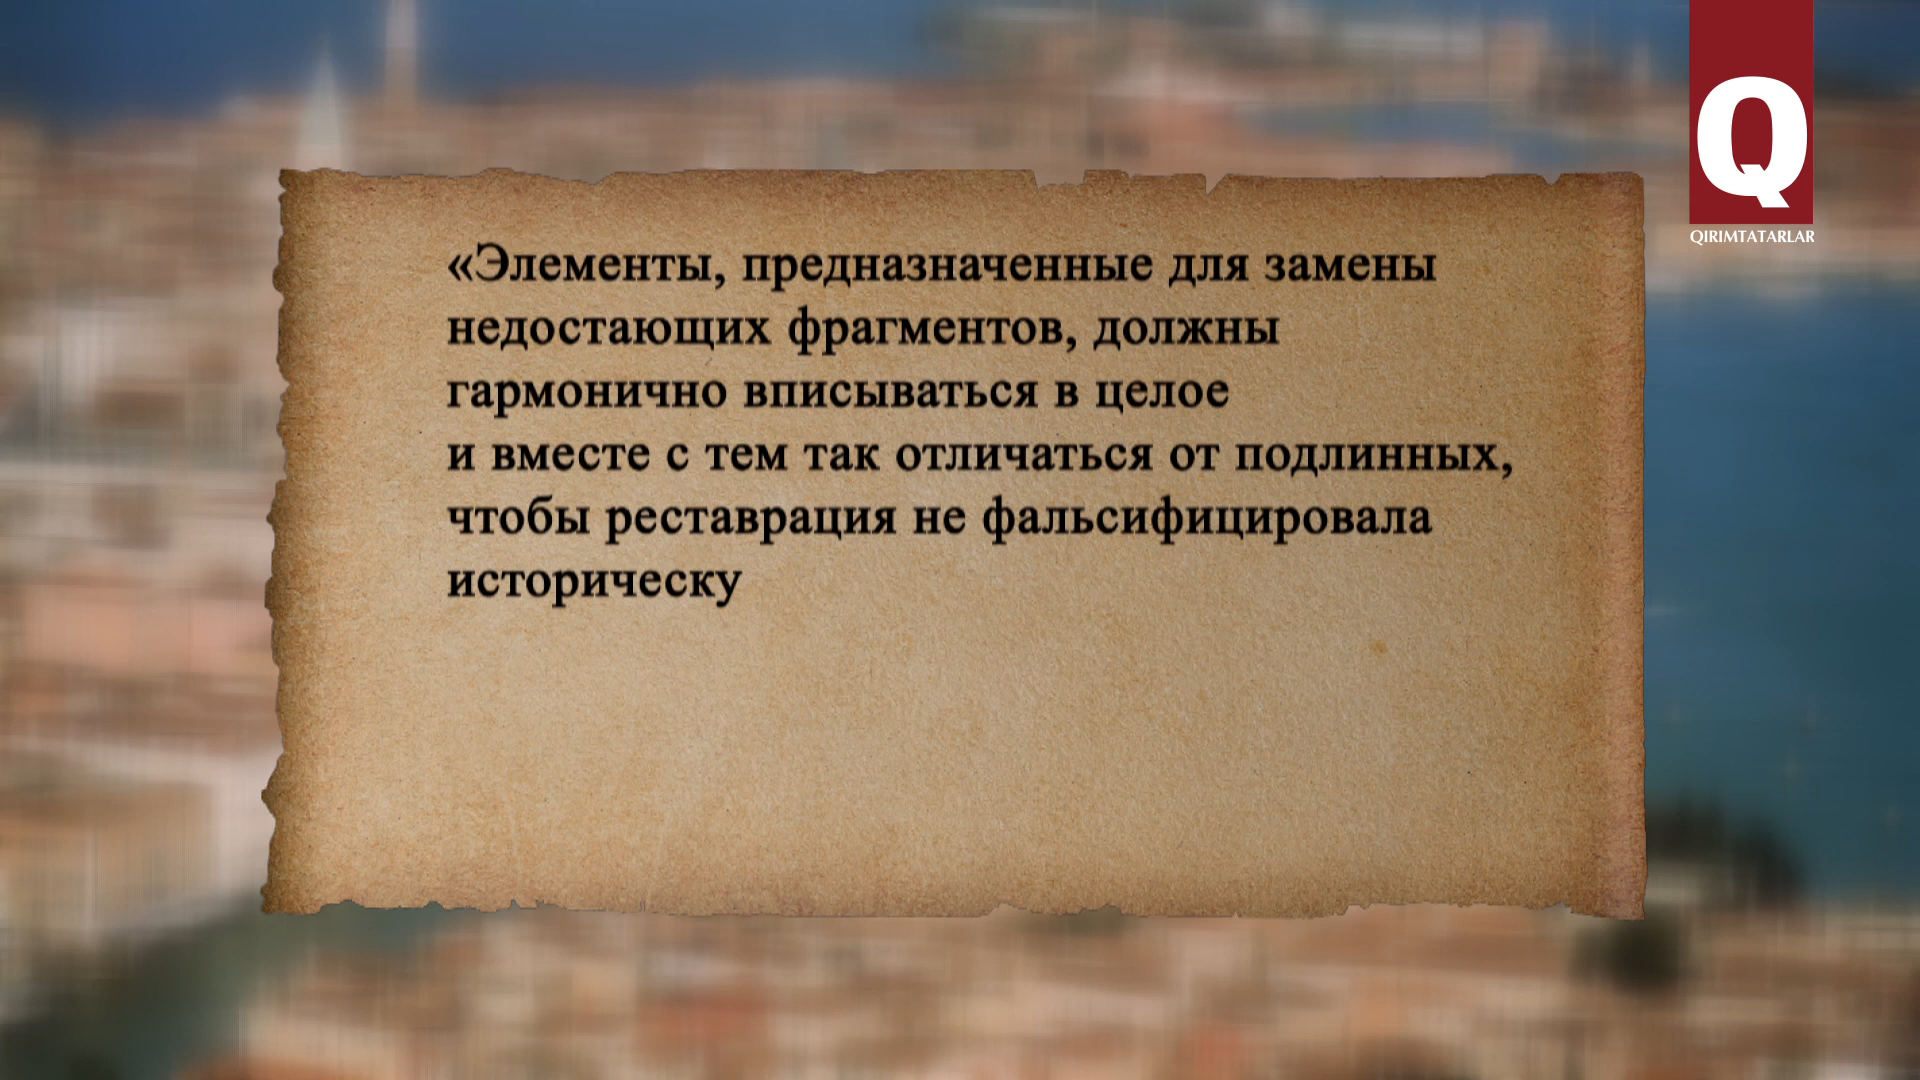 Q
QIRIMTATARLAR
«Элементы, предназначенные для замены
недостающих фрагментов, должны
гармонично вписываться в целое
и вместе с тем так отличаться от подлинных,
чтобы реставрация не фальсифицировала
историческу